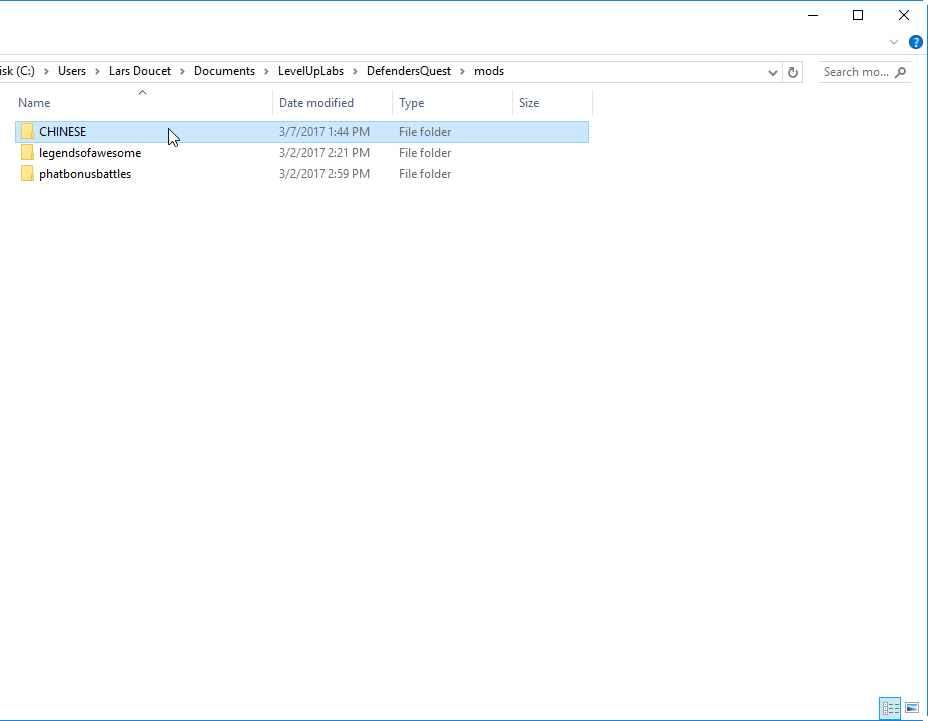 ?
isk (C:) > Users > Lars Doucet > Documents > LevelUpLabs > DefendersQuest > mods Search mo...
Name Date modified Type Size
CHINESE 3/7/2017 1:44 PM File folder
legendsofawesome 3/2/2017 2:21 PM File folder
phatbonusbattles 3/2/2017 2:59 PM File folder